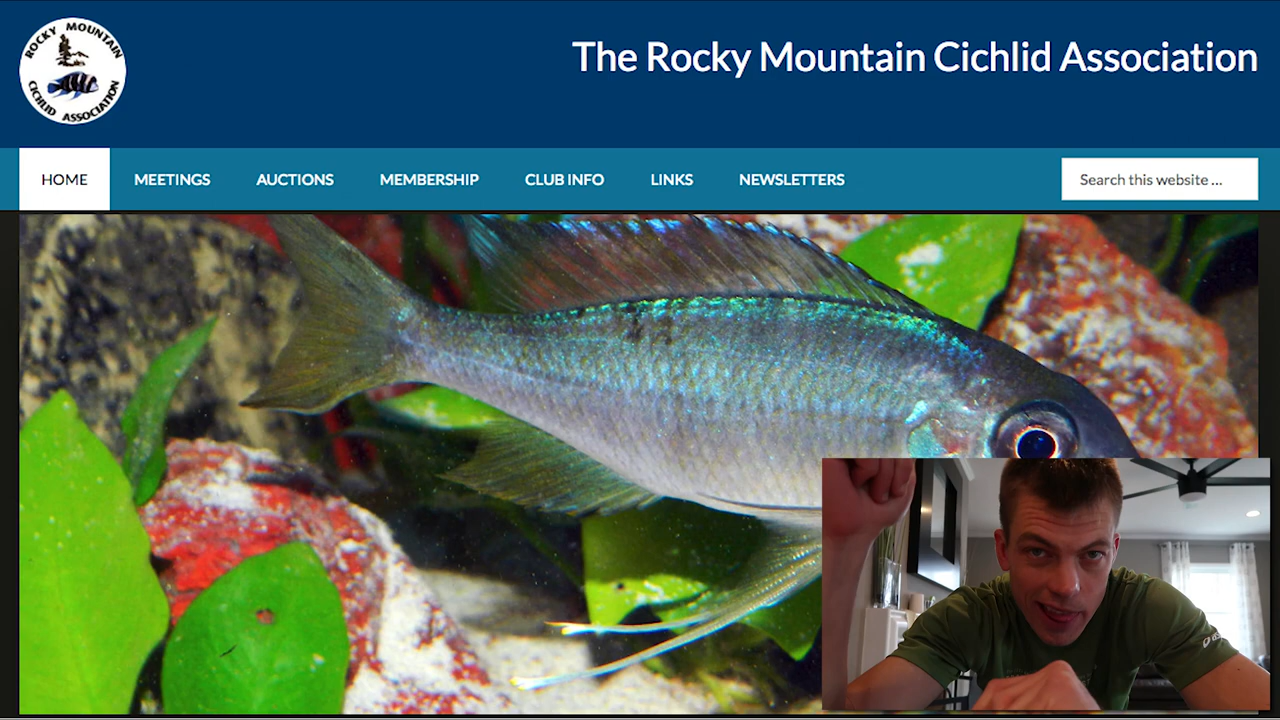 ROCKY MOUNTAIN
CICHLID ASSOCIATION
The Rocky Mountain Cichlid Association
HOME
MEETINGS
AUCTIONS
MEMBERSHIP
CLUB INFO
LINKS
NEWSLETTERS
Search this website ...